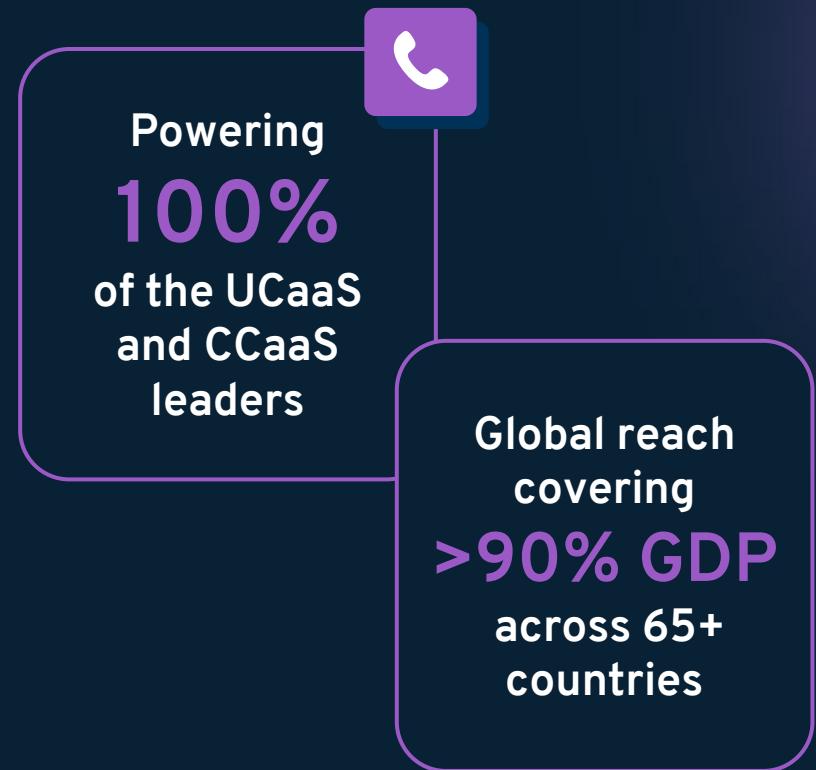 Powering
100%
of the UCaaS
and CCaaS
leaders
Global reach
covering
>90% GDP
across 65+
countries